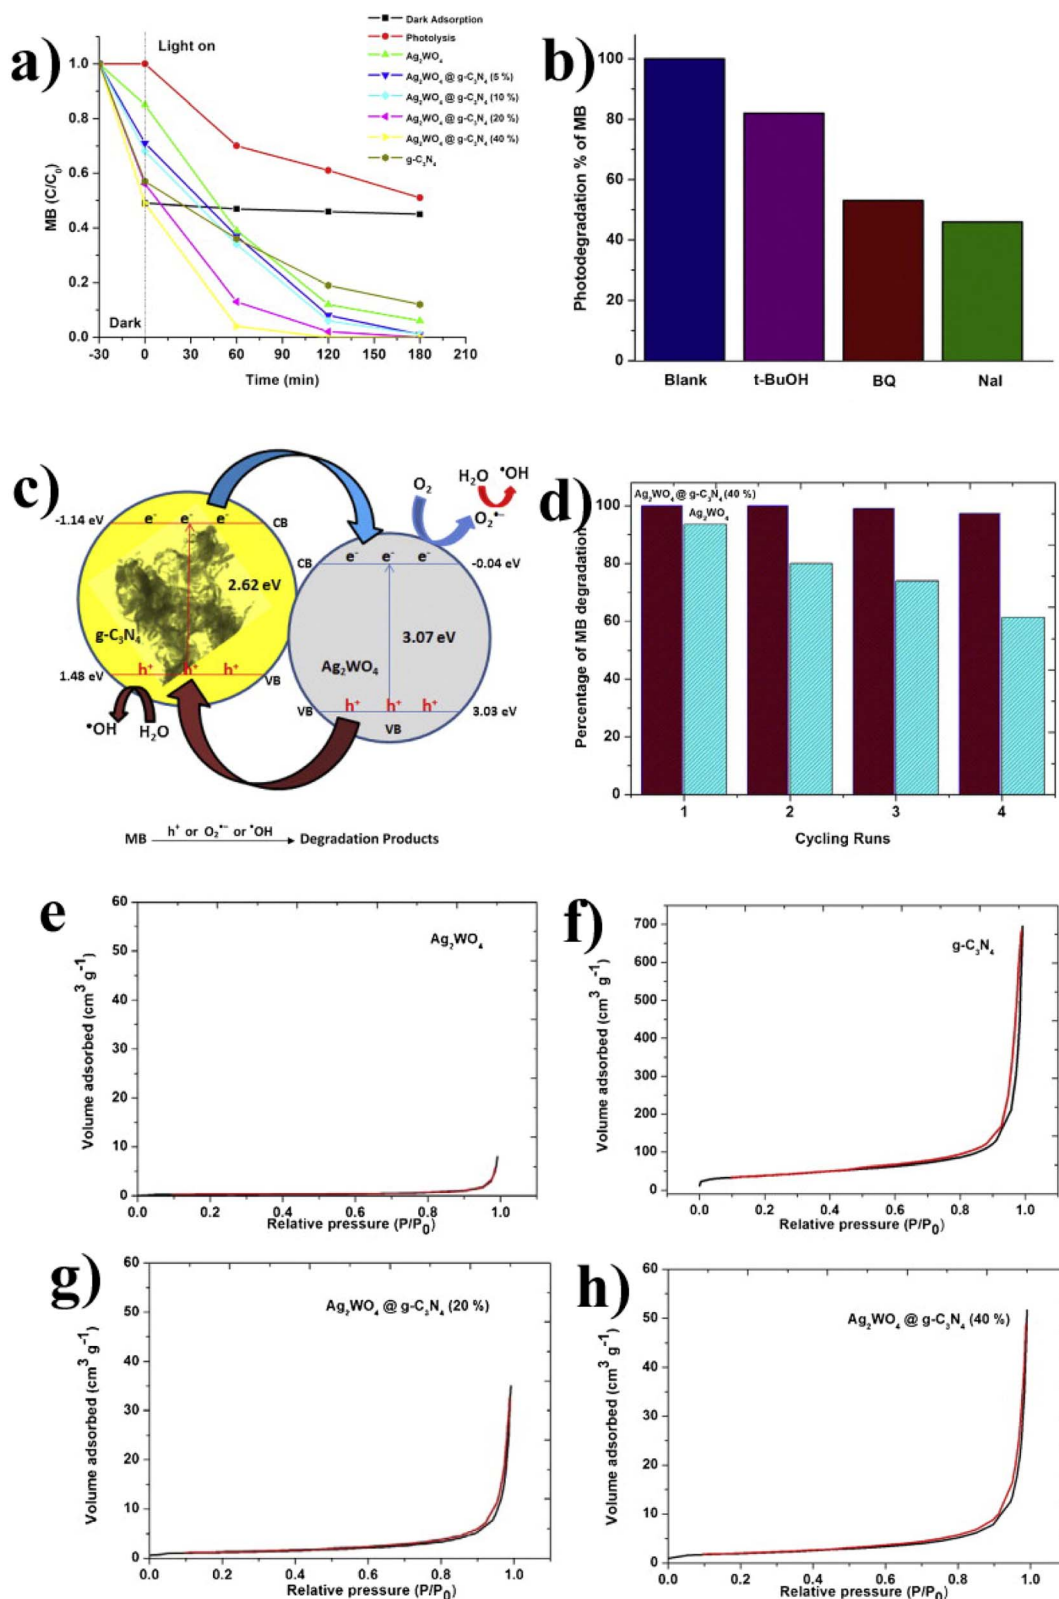 a)
Light on
Dark
Dark Adsorption
Photolysis
Ag₂WO₄
Ag₂WO₄ @ g-C₃N₄ (5 %)
Ag₂WO₄ @ g-C₃N₄ (10 %)
Ag₂WO₄ @ g-C₃N₄ (20 %)
Ag₂WO₄ @ g-C₃N₄ (40 %)
g-C₃N₄
MB (C/C₀)
1.0
0.8
0.6
0.4
0.2
0.0
-30 0 30 60 90 120 150 180 210
Time (min)
b)
Photodegradation % of MB
100
80
60
40
20
0
Blank t-BuOH BQ NaI
c)
-1.14 eV
e⁻ e⁻ e⁻
CB
2.62 eV
g-C₃N₄
1.48 eV
h⁺ h⁺ h⁺
VB
•OH H₂O
O₂
O₂•−
H₂O •OH
CB
e⁻ e⁻ e⁻
-0.04 eV
3.07 eV
Ag₂WO₄
VB
h⁺ h⁺ h⁺
3.03 eV
VB
MB h⁺ or O₂•− or •OH Degradation Products
d)
Ag₂WO₄ @ g-C₃N₄ (40 %)
Ag₂WO₄
Percentage of MB degradation
100
80
60
40
20
0
1 2 3 4
Cycling Runs
e
Ag₂WO₄
Volume adsorbed (cm³ g⁻¹)
60
50
40
30
20
10
0
0.0 0.2 0.4 0.6 0.8 1.0
Relative pressure (P/P₀)
f)
g-C₃N₄
Volume adsorbed (cm³ g⁻¹)
700
600
500
400
300
200
100
0
0.0 0.2 0.4 0.6 0.8 1.0
Relative pressure (P/P₀)
g)
Ag₂WO₄ @ g-C₃N₄ (20 %)
Volume adsorbed (cm³ g⁻¹)
60
50
40
30
20
10
0
0.0 0.2 0.4 0.6 0.8 1.0
Relative pressure (P/P₀)
h)
Ag₂WO₄ @ g-C₃N₄ (40 %)
Volume adsorbed (cm³ g⁻¹)
60
50
40
30
20
10
0
0.0 0.2 0.4 0.6 0.8 1.0
Relative pressure (P/P₀)